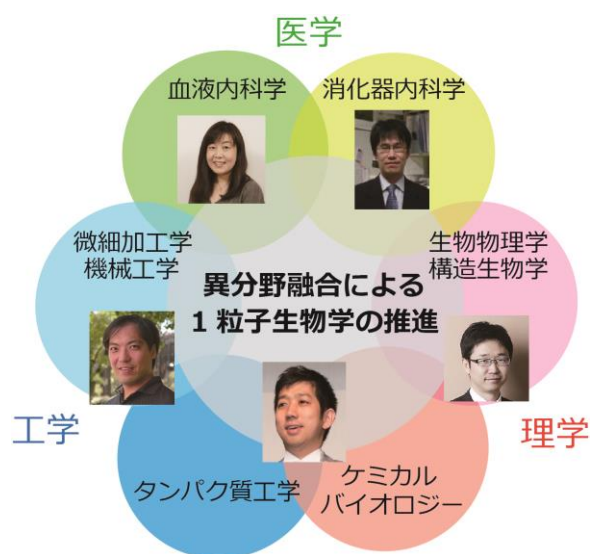 医学
血液内科学
消化器内科学
微細加工学
機械工学
生物物理学
構造生物学
異分野融合による
1 粒子生物学の推進
工学
理学
タンパク質工学
ケミカル
バイオロジー